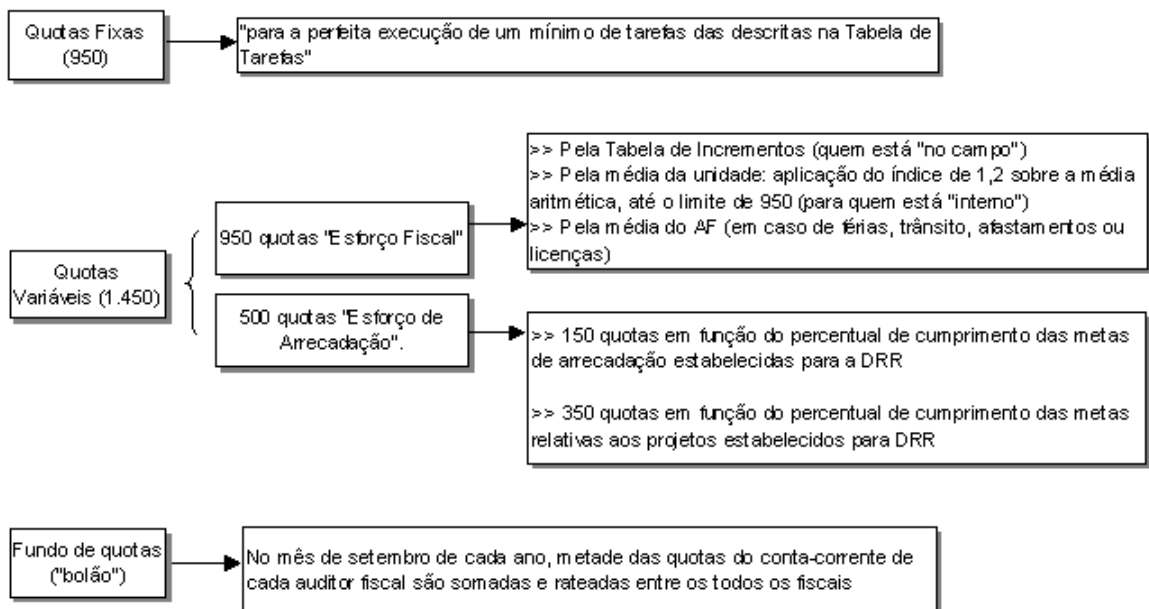 Quotas Fixas
(950)
"para a perfeita execução de um mínimo de tarefas das descritas na Tabela de
Tarefas"
Quotas
Variáveis (1.450)
950 quotas "Esforço Fiscal"
>> Pela Tabela de Incrementos (quem está "no campo")
>> Pela média da unidade: aplicação do índice de 1,2 sobre a média
aritmética, até o limite de 950 (para quem está "interno")
>> Pela média do AF (em caso de férias, trânsito, afastamentos ou
licenças)
500 quotas "Esforço de
Arrecadação".
>> 150 quotas em função do percentual de cumprimento das metas
de arrecadação estabelecidas para a DRR
>> 350 quotas em função do percentual de cumprimento das metas
relativas aos projetos estabelecidos para DRR
Fundo de quotas
("bolão")
No mês de setembro de cada ano, metade das quotas do conta-corrente de
cada auditor fiscal são somadas e rateadas entre os todos os fiscais